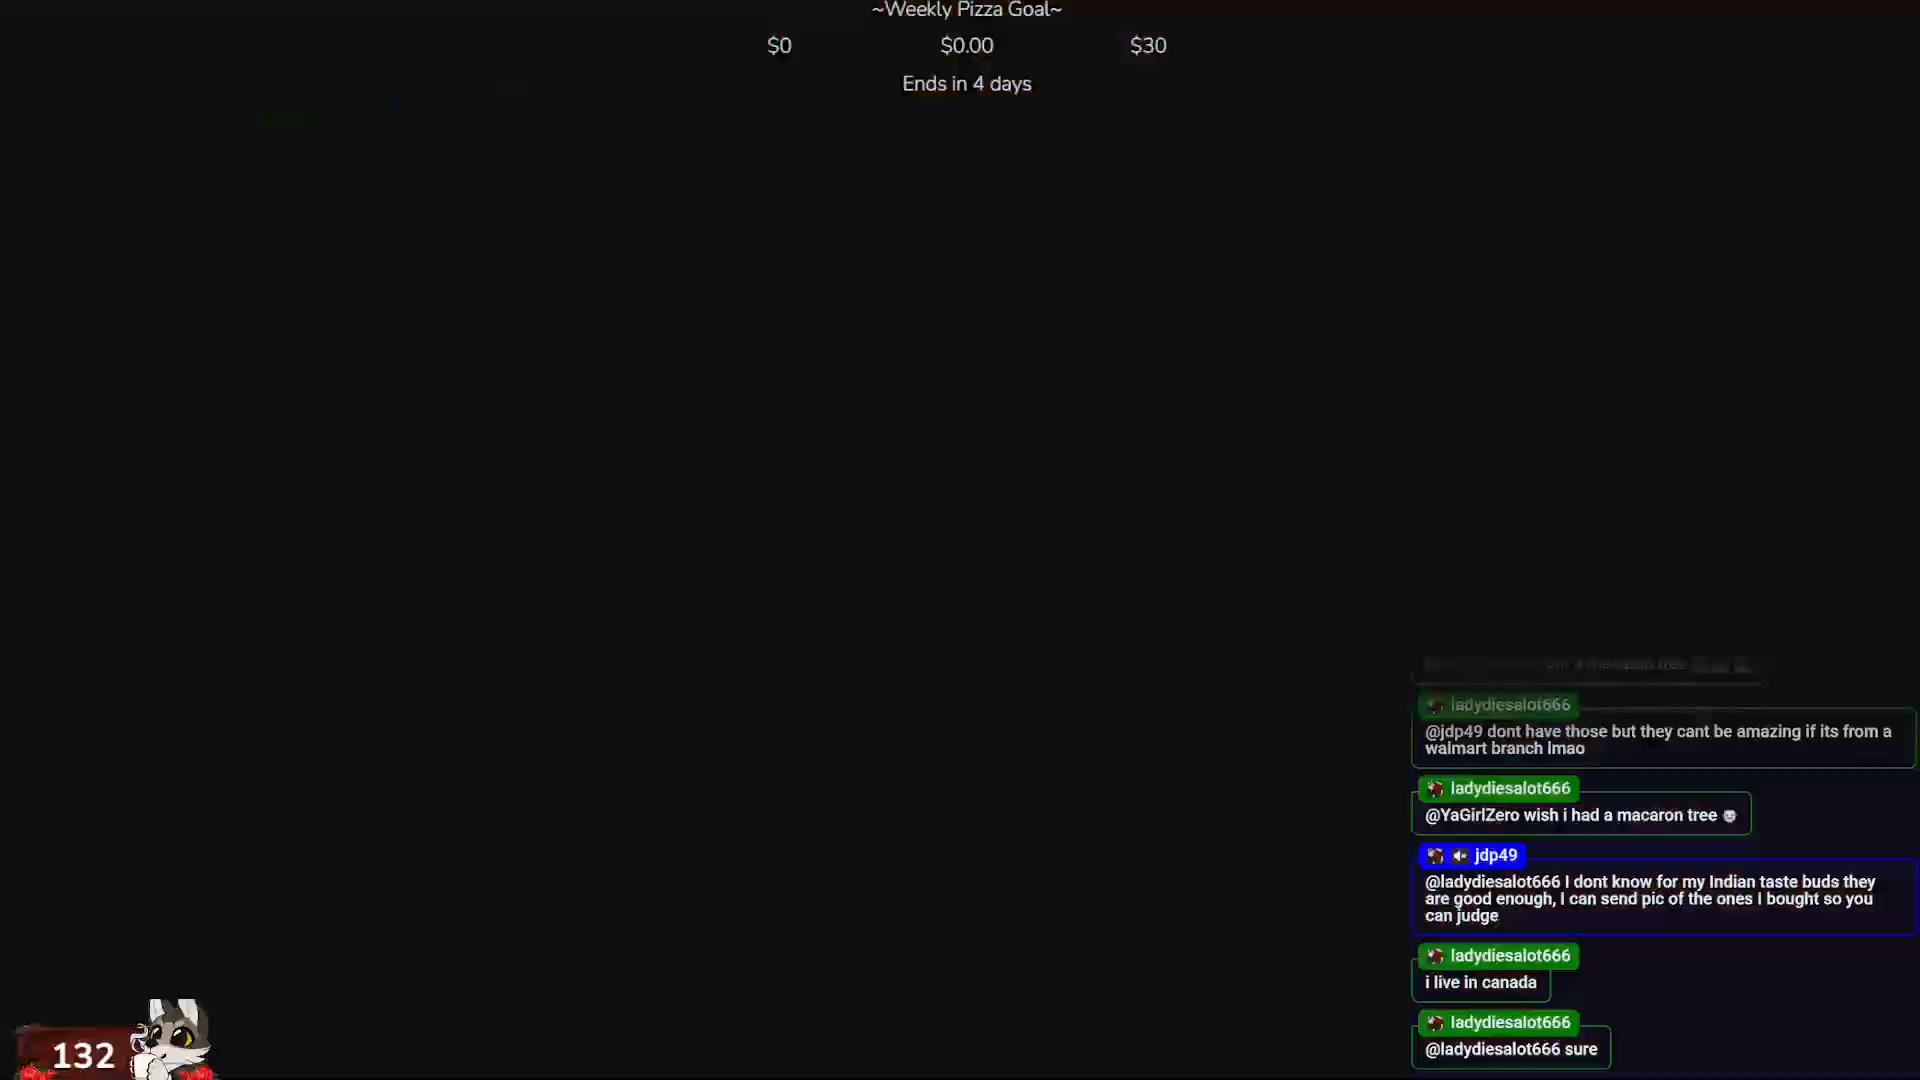 ~Weekly Pizza Goal~
$0 $0.00 $30
Ends in 4 days
ladydiesalot666
@jdp49 dont have those but they cant be amazing if its from a
walmart branch lmao
ladydiesalot666
@YaGirlZero wish i had a macaron tree
jdp49
@ladydiesalot666 I dont know for my Indian taste buds they
are good enough, I can send pic of the ones I bought so you
can judge
ladydiesalot666
i live in canada
ladydiesalot666
@ladydiesalot666 sure
132